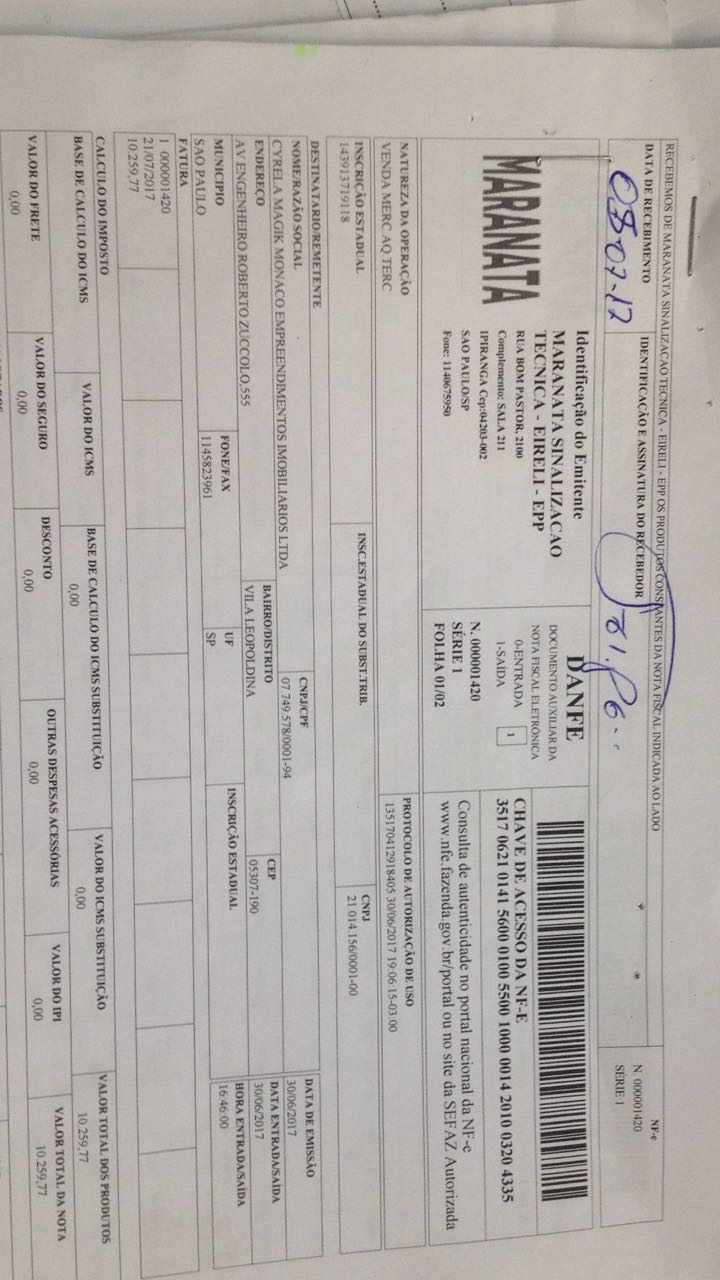 RECEBEMOS DE MARANATA SINALIZACAO TECNICA - EIRELI - EPP OS PRODUTOS CONSTANTES DA NOTA FISCAL INDICADA AO LADO
DATA DE RECEBIMENTO
IDENTIFICAÇÃO E ASSINATURA DO RECEBEDOR
NF-e
N. 000001420
SÉRIE 1
07-17
MARANATA
Identificação do Emitente
MARANATA SINALIZACAO
TECNICA - EIRELI - EPP
RUA BOM PASTOR, 2100
Complemento: SALA 211
IPIRANGA Cep:04203-002
SAO PAULO/SP
Fone: 1140675950
DANFE
DOCUMENTO AUXILIAR DA
NOTA FISCAL ELETRÔNICA
0-ENTRADA
1-SAÍDA
1
N. 000001420
SÉRIE 1
FOLHA 01/02
CHAVE DE ACESSO DA NF-E
3517 0621 0141 5600 0100 5500 1000 0014 2010 0320 4335
Consulta de autenticidade no portal nacional da NF-e
www.nfe.fazenda.gov.br/portal ou no site da SEFAZ Autorizada
NATUREZA DA OPERAÇÃO
VENDA MERC AQ TERC
PROTOCOLO DE AUTORIZAÇÃO DE USO
135170412918405 30/06/2017 19:06:15-03:00
INSCRIÇÃO ESTADUAL
143913719118
INSC.ESTADUAL DO SUBST.TRIB.
CNPJ
21.014.156/0001-00
DESTINATARIO/REMETENTE
NOME/RAZÃO SOCIAL
CYRELA MAGIK MONACO EMPREENDIMENTOS IMOBILIARIOS LTDA
CNPJ/CPF
07.749.578/0001-94
DATA DE EMISSÃO
30/06/2017
ENDEREÇO
AV ENGENHEIRO ROBERTO ZUCCOLO,555
BAIRRO/DISTRITO
VILA LEOPOLDINA
CEP
05307-190
DATA ENTRADA/SAÍDA
30/06/2017
MUNICIPIO
SAO PAULO
FONE/FAX
1145823961
UF
SP
INSCRIÇÃO ESTADUAL
HORA ENTRADA/SAÍDA
16:46:00
FATURA
1 000001420
21/07/2017
10.259,77
CALCULO DO IMPOSTO
BASE DE CALCULO DO ICMS
VALOR DO ICMS
BASE DE CALCULO DO ICMS SUBSTITUIÇÃO
0,00
VALOR DO ICMS SUBSTITUIÇÃO
0,00
VALOR TOTAL DOS PRODUTOS
10.259,77
VALOR DO FRETE
0,00
VALOR DO SEGURO
0,00
DESCONTO
0,00
OUTRAS DESPESAS ACESSÓRIAS
0,00
VALOR DO IPI
0,00
VALOR TOTAL DA NOTA
10.259,77